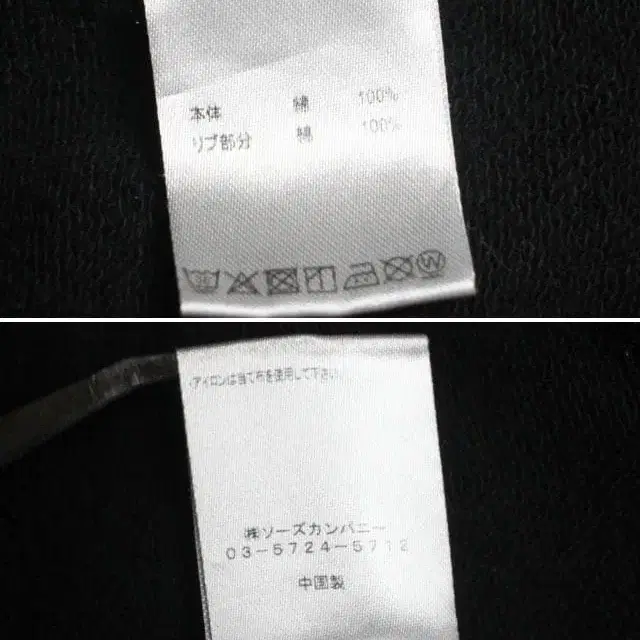 本体 綿 100%
リブ部分 綿 100%
W
アイロンは当て布を使用して下さい
㈱ソーズカンパニー
03-5724-5712
中国製